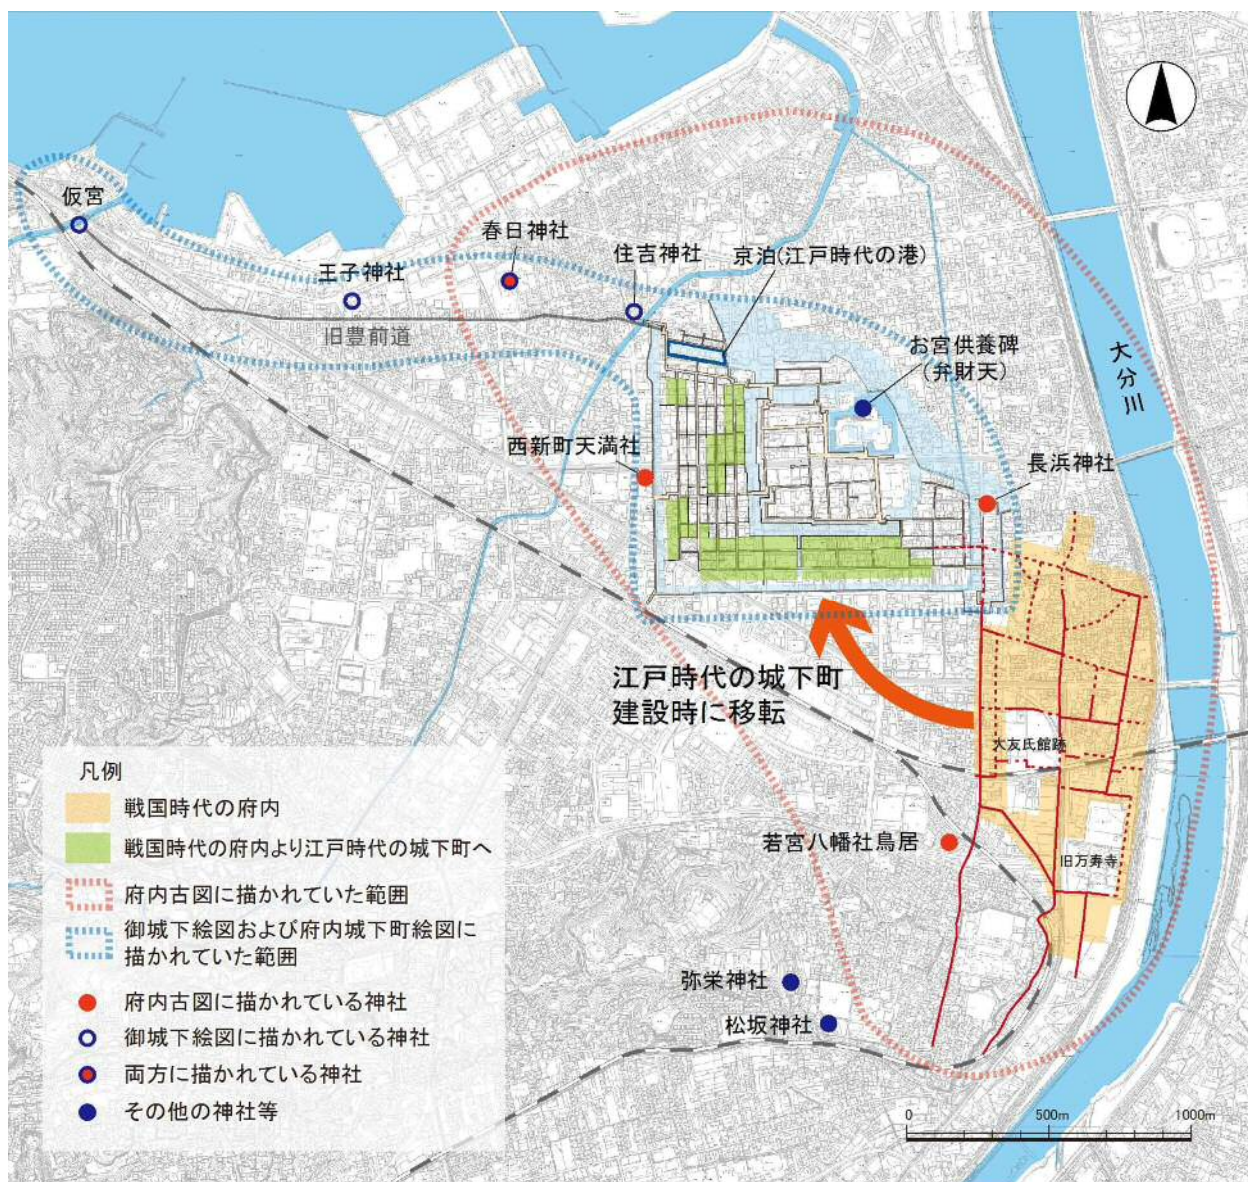 仮宮
春日神社
王子神社
住吉神社
京泊(江戸時代の港)
旧豊前道
お宮供養碑
(弁財天)
大分川
西新町天満社
長浜神社
江戸時代の城下町
建設時に移転
大友氏館跡
若宮八幡社鳥居
旧万寿寺
弥栄神社
松坂神社
凡例
戦国時代の府内
戦国時代の府内より江戸時代の城下町へ
府内古図に描かれていた範囲
御城下絵図および府内城下町絵図に
描かれていた範囲
府内古図に描かれている神社
御城下絵図に描かれている神社
両方に描かれている神社
その他の神社等
0 500m 1000m